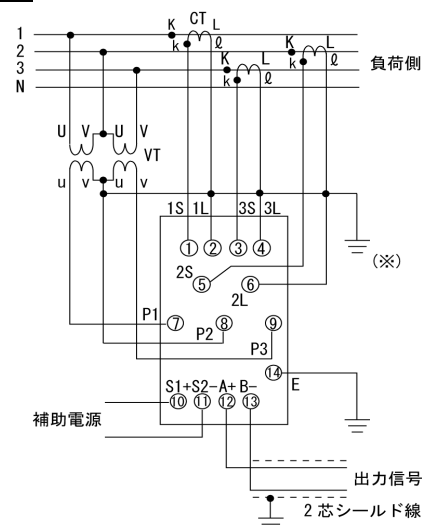 CT
1 K L
2 k ℓ K L
3 K L k ℓ 負荷側
N k ℓ
U V U V
VT
u v u v
1S 1L 3S 3L
① ② ③ ④
(※)
2S ⑤ ⑥
2L
P1 ⑦ ⑧ ⑨
P2 P3
⑭ E
S1+S2-A+B-
⑩ ⑪ ⑫ ⑬
補助電源
出力信号
2芯シールド線